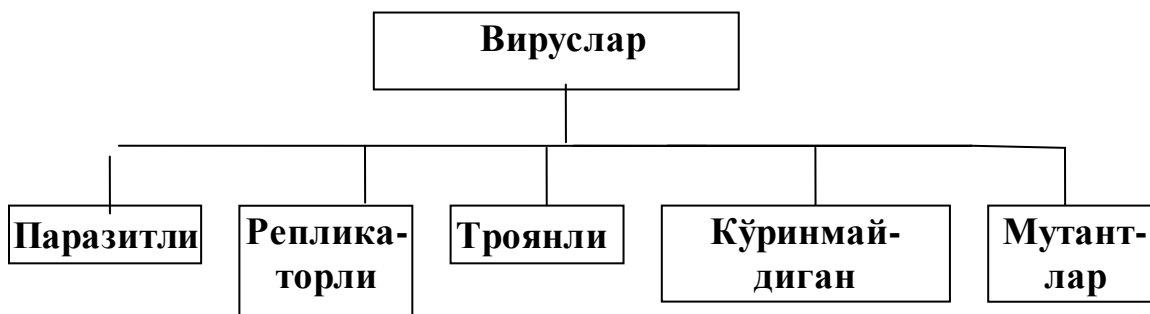 Вируслар
Паразитли
Реплика-
торли
Троянли
Кўринмай-
диган
Мутант-
лар